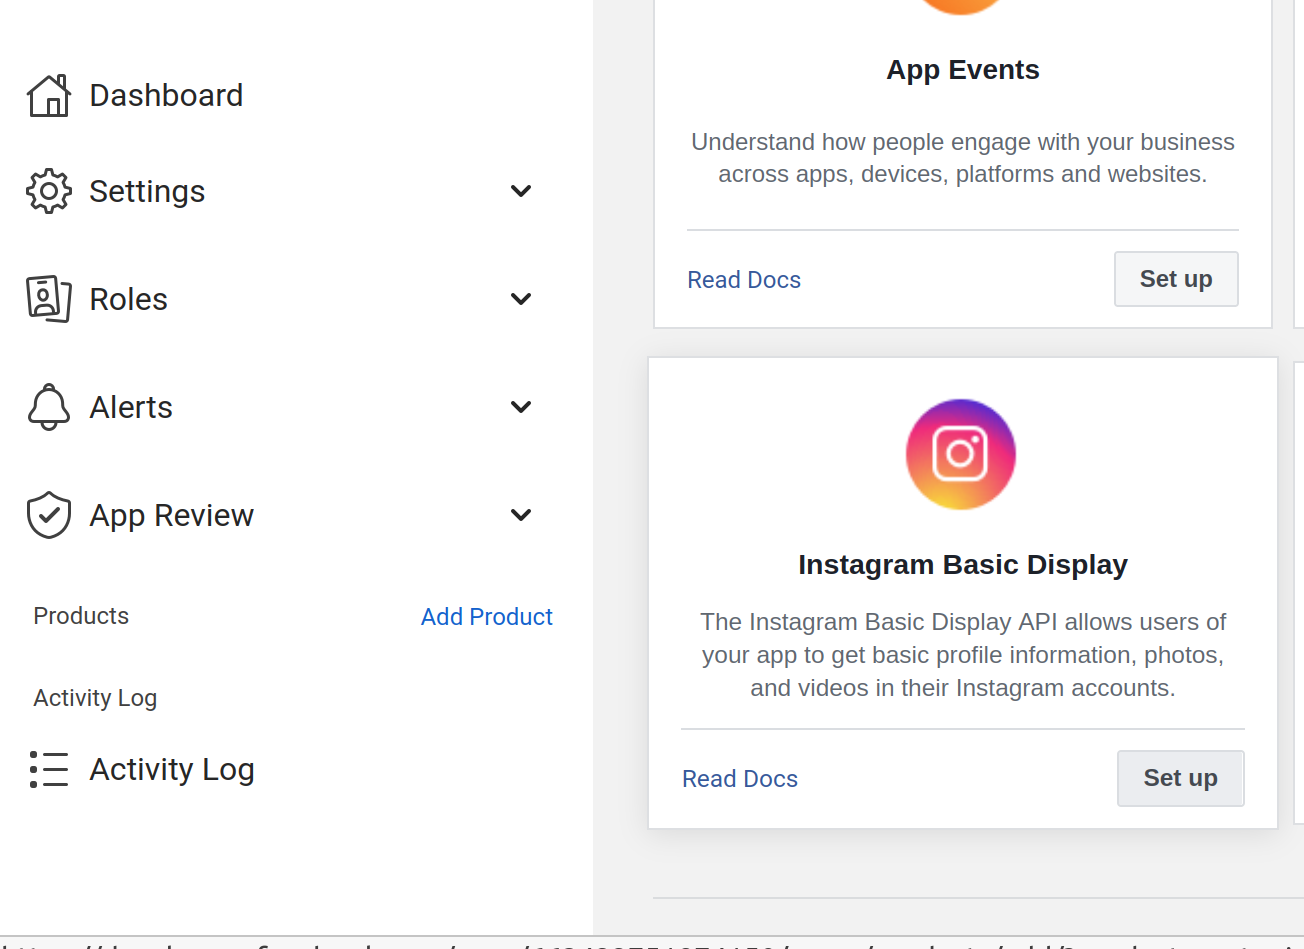 Dashboard
Settings
Roles
Alerts
App Review
Products
Add Product
Activity Log
Activity Log
App Events
Understand how people engage with your business
across apps, devices, platforms and websites.
Read Docs
Set up
Instagram Basic Display
The Instagram Basic Display API allows users of
your app to get basic profile information, photos,
and videos in their Instagram accounts.
Read Docs
Set up